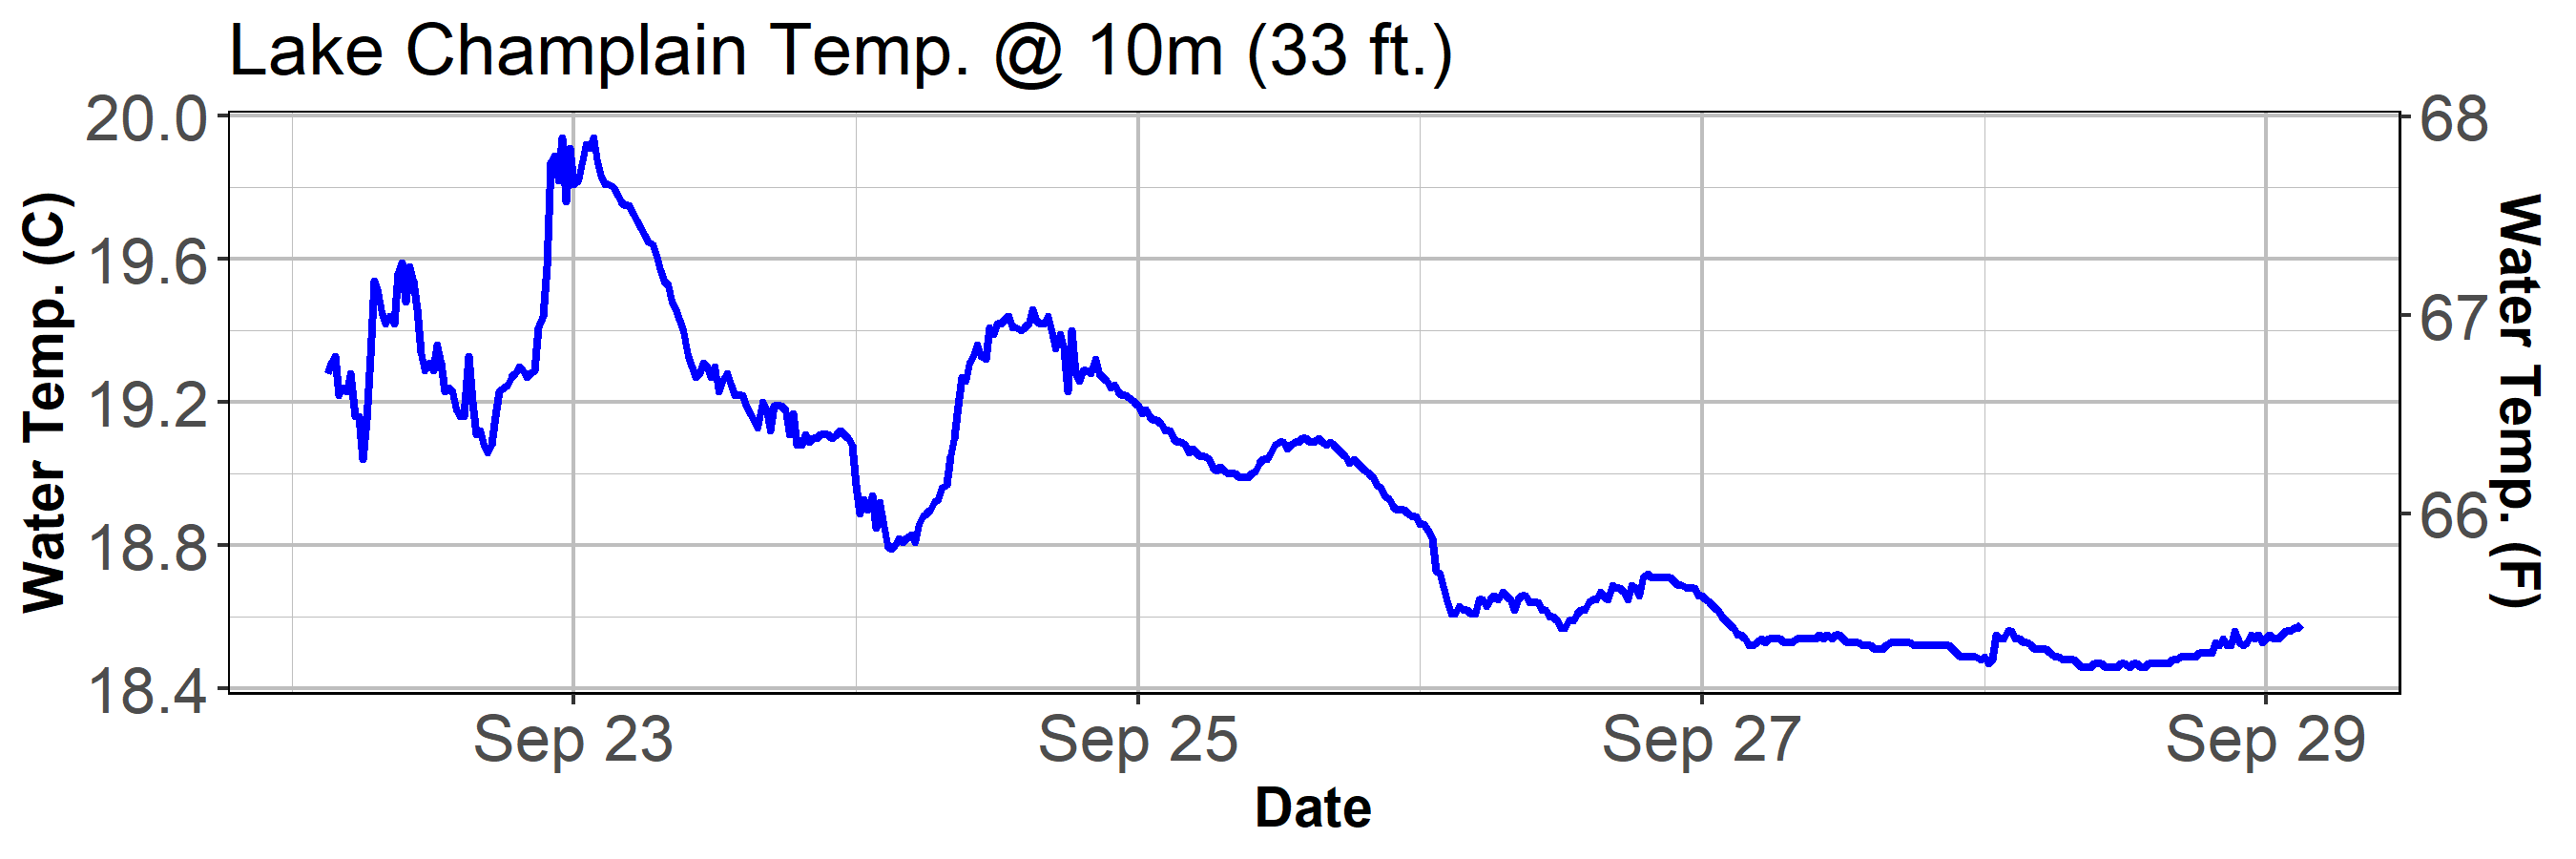 Lake Champlain Temp. @ 10m (33 ft.)
Water Temp. (C)
20.0
19.6
19.2
18.8
18.4
68
67
66
Water Temp. (F)
Sep 23
Sep 25
Sep 27
Sep 29
Date